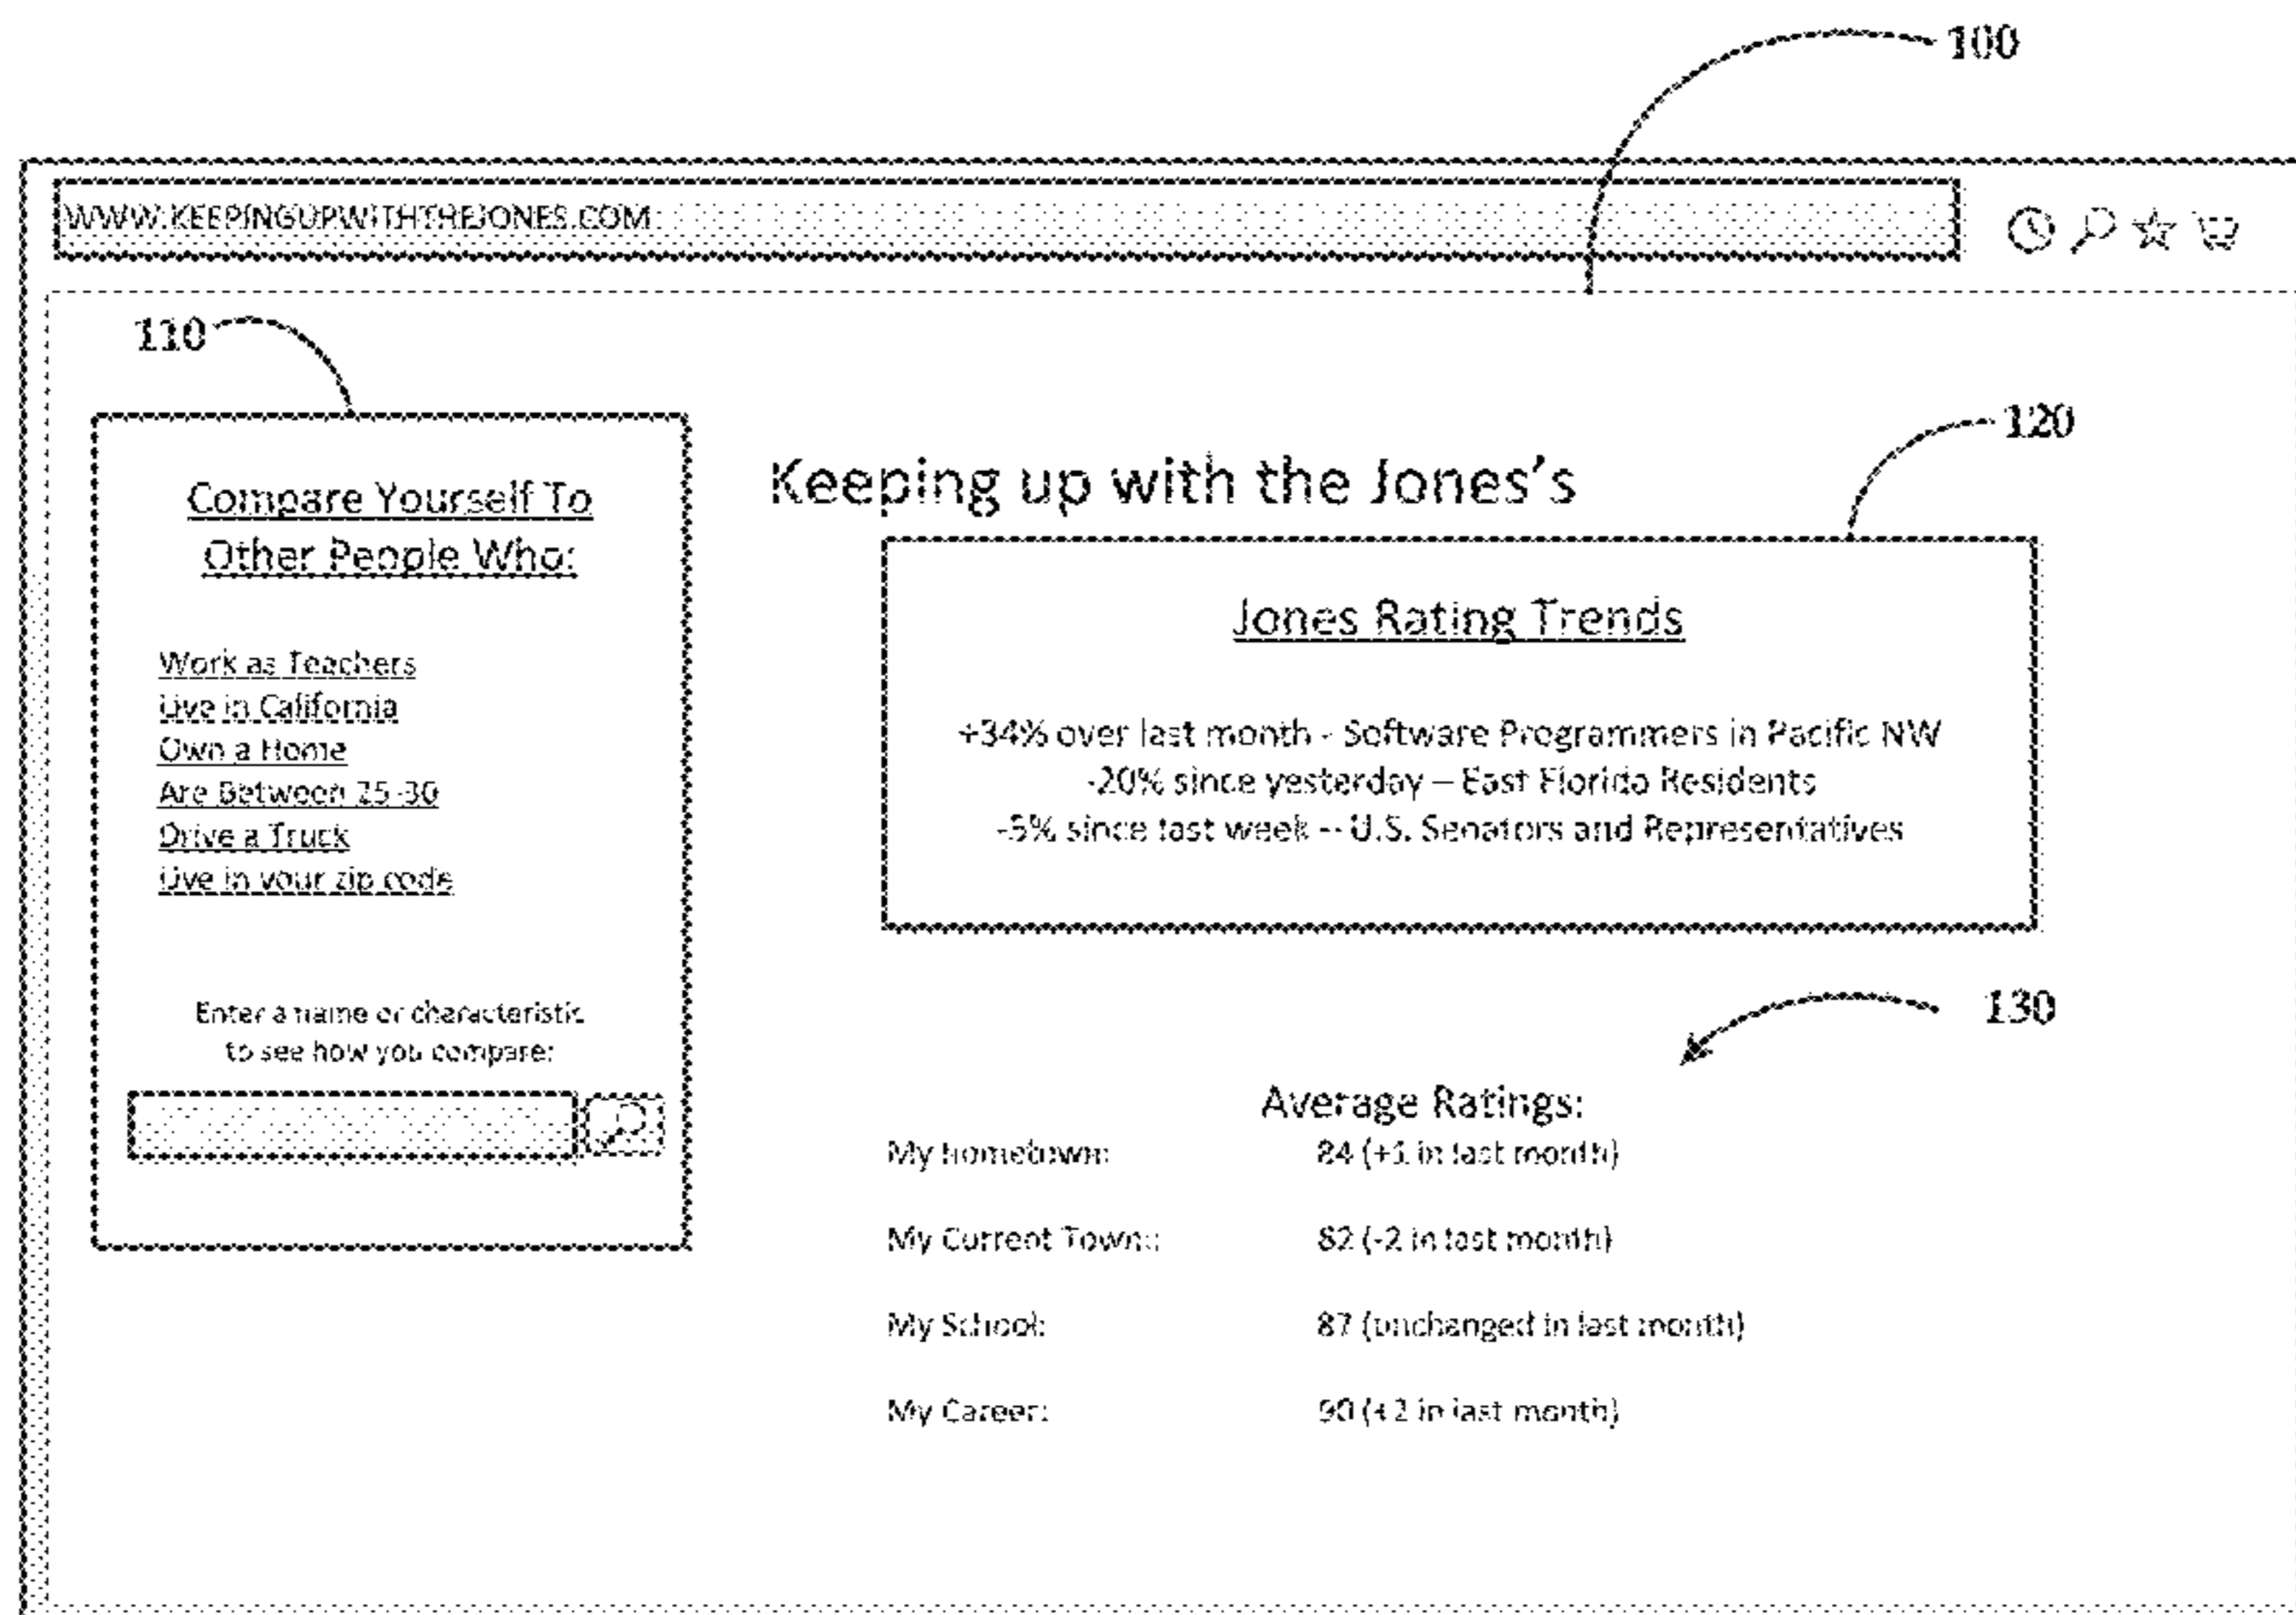 100
WWW.KEEPINGUPWITHTHEJONES.COM
110
Compare Yourself To
Other People Who:
Work as Teachers
Live in California
Own a Home
Are Between 25-30
Drive a Truck
Live in your zip code
Enter a name or characteristic
to see how you compare:
Keeping up with the Jones's
120
Jones Rating Trends
+34% over last month - Software Programmers in Pacific NW
-20% since yesterday – East Florida Residents
-5% since last week -- U.S. Senators and Representatives
130
Average Ratings:
My hometown: 84 (+1 in last month)
My Current Town:: 82 (-2 in last month)
My School: 87 (unchanged in last month)
My Career: 90 (+2 in last month)